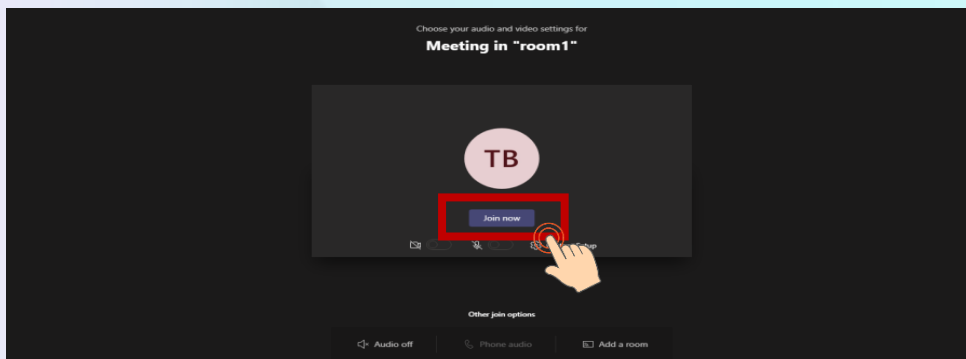 Choose your audio and video settings for
Meeting in "room1"
TB
Join now
Setup
Other join options
Audio off
Phone audio
Add a room